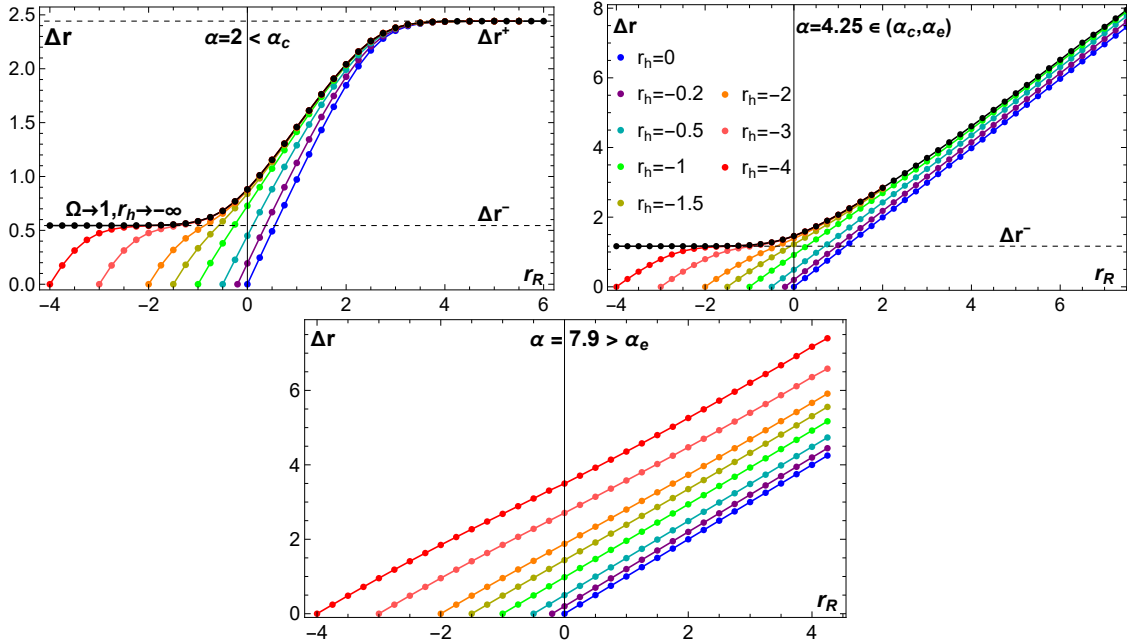 Δr
α=2 < α_c
Δr⁺
2.5
2.0
1.5
1.0
0.5
0.0
Ω→1, r_h→−∞
Δr⁻
r_R
−4 −2 0 2 4 6
Δr
α=4.25 ∈ (α_c,α_e)
8
6
4
2
0
r_h=0
r_h=−0.2 r_h=−2
r_h=−0.5 r_h=−3
r_h=−1 r_h=−4
r_h=−1.5
Δr⁻
r_R
−4 −2 0 2 4 6
Δr
α = 7.9 > α_e
6
4
2
0
r_R
−4 −3 −2 −1 0 1 2 3 4